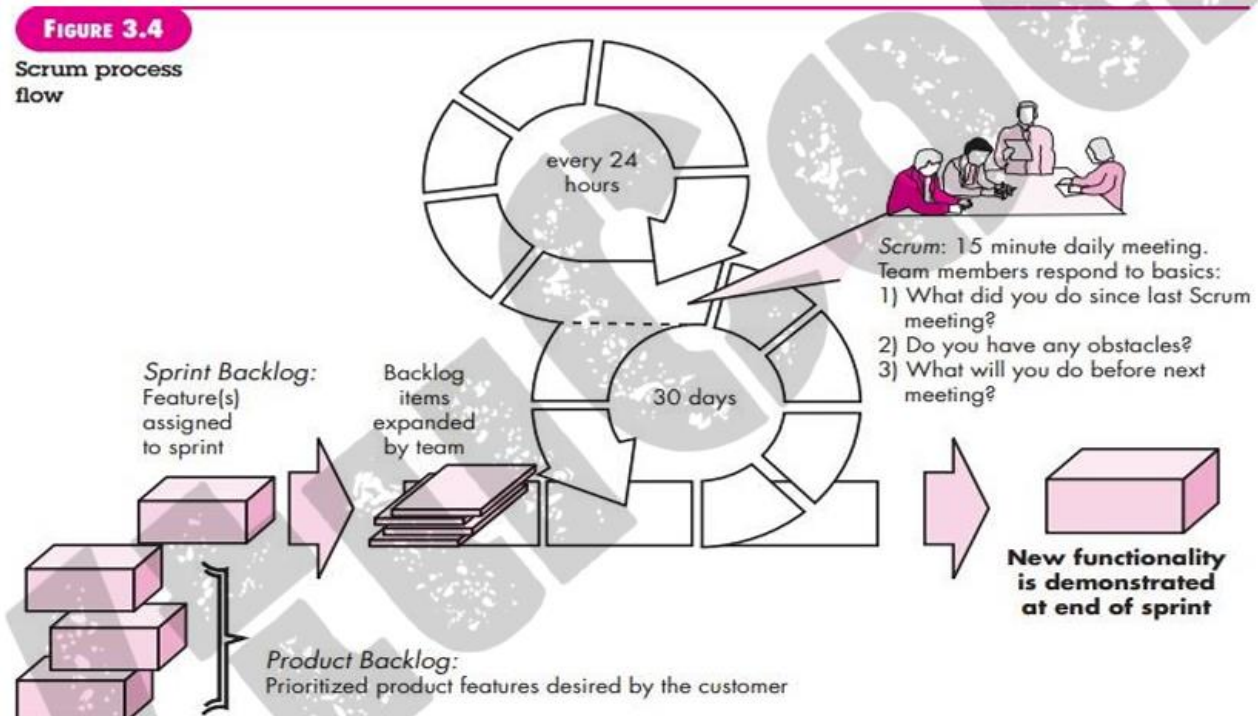 FIGURE 3.4
Scrum process
flow
every 24
hours
Scrum: 15 minute daily meeting.
Team members respond to basics:
1) What did you do since last Scrum
meeting?
2) Do you have any obstacles?
3) What will you do before next
meeting?
Sprint Backlog:
Feature(s)
assigned
to sprint
Backlog
items
expanded
by team
30 days
New functionality
is demonstrated
at end of sprint
Product Backlog:
Prioritized product features desired by the customer